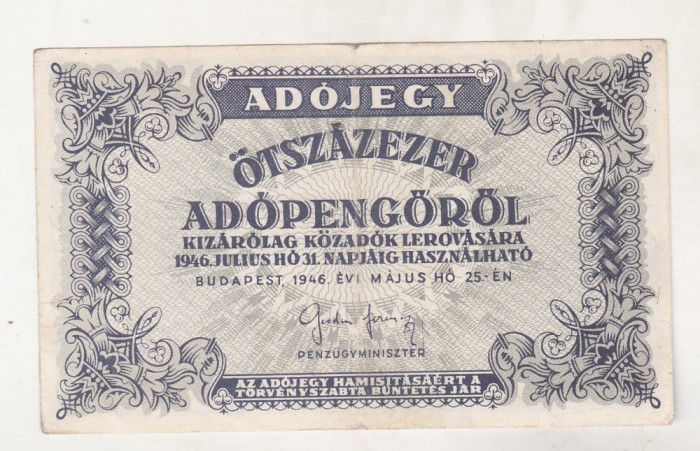 ADÓJEGY
ÖTSZÁZEZER
ADÓPENGŐRŐL
KIZÁRÓLAG KÖZADÓK LEROVÁSÁRA
1946. JULIUS HÓ 31. NAPJÁIG HASZNÁLHATÓ
BUDAPEST, 1946. ÉVI MÁJUS HÓ 25.-ÉN
PÉNZÜGYMINISZTER
AZ ADÓJEGY HAMISITÁSÁÉRT A
TÖRVÉNYSZABTA BÜNTETÉS JÁR